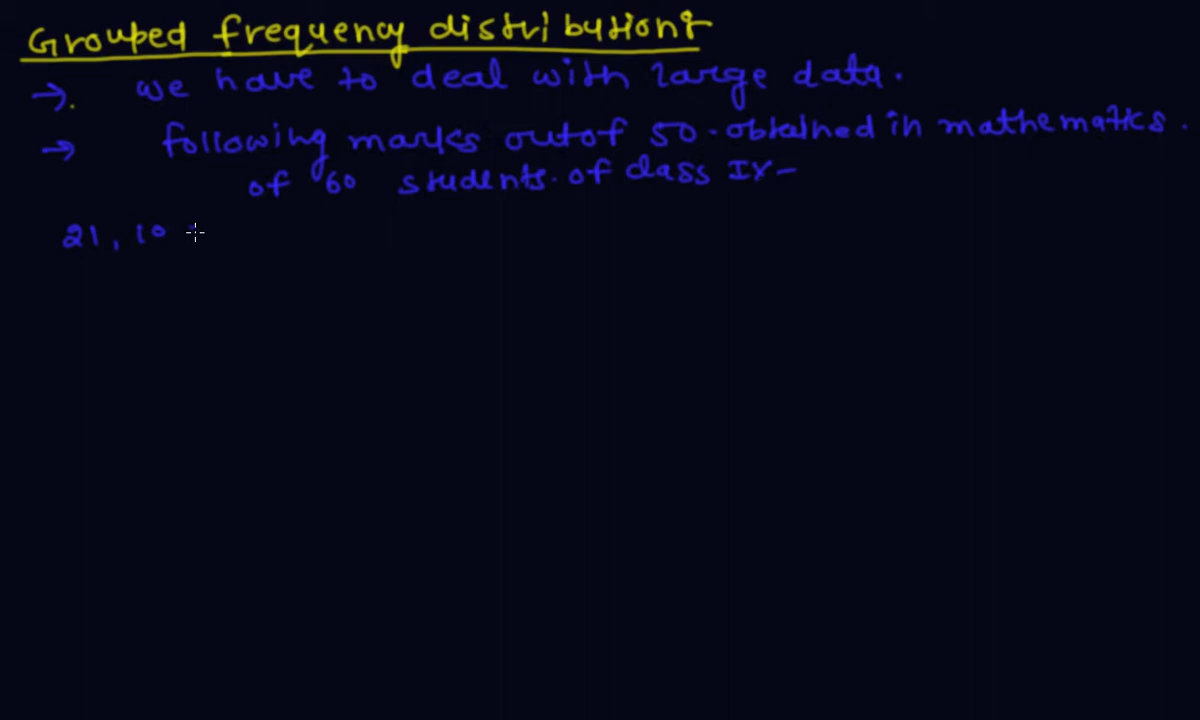 Grouped frequency distribution:
→. We have to deal with large data.
→ following marks out of 50 obtained in mathematics.
of 60 students of class IX-
21, 10